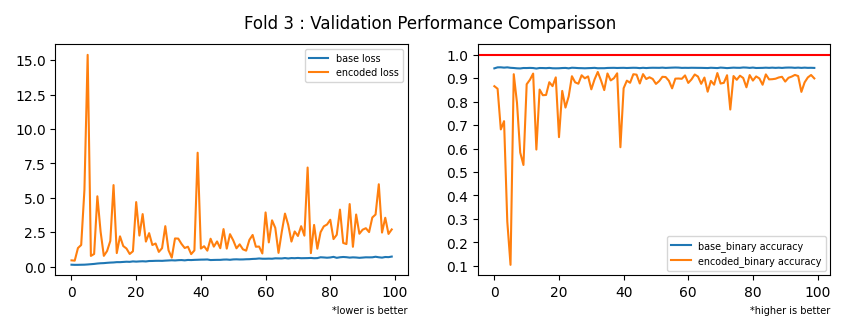 Fold 3 : Validation Performance Comparisson
15.0
12.5
10.0
7.5
5.0
2.5
0.0
0 20 40 60 80 100
base loss
encoded loss
*lower is better
1.0
0.9
0.8
0.7
0.6
0.5
0.4
0.3
0.2
0.1
0 20 40 60 80 100
base_binary accuracy
encoded_binary accuracy
*higher is better